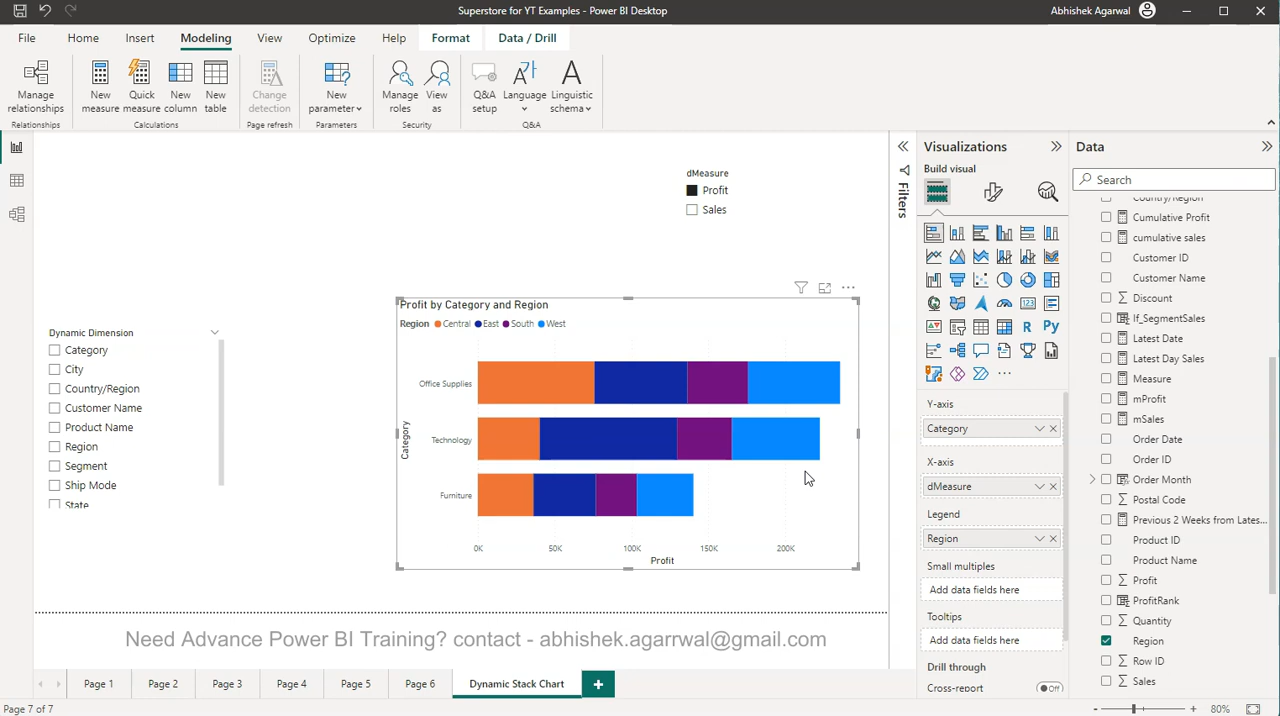 Superstore for YT Examples - Power BI Desktop
Abhishek Agarwal
File Home Insert Modeling View Optimize Help Format Data / Drill
Manage relationships
New measure
Quick measure
New column
New table
Change detection
New parameter
Manage roles
View as
Q&A setup
Language
Linguistic schema
Relationships Calculations Page refresh Parameters Security Q&A
dMeasure
Profit
Sales
Dynamic Dimension
Category
City
Country/Region
Customer Name
Product Name
Region
Segment
Ship Mode
State
Profit by Category and Region
Region Central East South West
Category
Office Supplies
Technology
Furniture
0K 50K 100K 150K 200K
Profit
Need Advance Power BI Training? contact - abhishek.agarrwal@gmail.com
Page 1 Page 2 Page 3 Page 4 Page 5 Page 6 Dynamic Stack Chart +
Page 7 of 7
Filters
Visualizations
Build visual
R Py
123
Y-axis
Category
X-axis
dMeasure
Legend
Region
Small multiples
Add data fields here
Tooltips
Add data fields here
Drill through
Cross-report Off
Data
Search
Country/Region
Cumulative Profit
cumulative sales
Customer ID
Customer Name
Discount
If_SegmentSales
Latest Date
Latest Day Sales
Measure
mProfit
mSales
Order Date
Order ID
Order Month
Postal Code
Previous 2 Weeks from Lates...
Product ID
Product Name
Profit
ProfitRank
Quantity
Region
Row ID
Sales
- + 80%